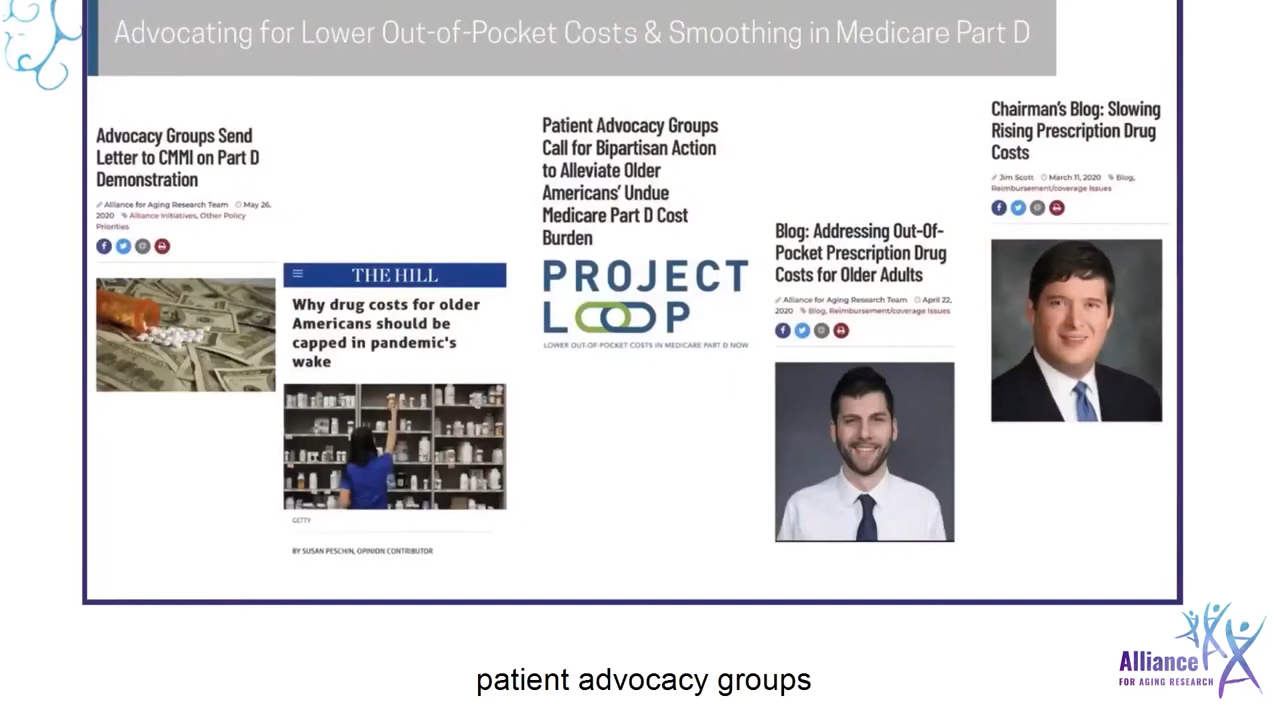 Advocating for Lower Out-of-Pocket Costs & Smoothing in Medicare Part D
Advocacy Groups Send
Letter to CMMI on Part D
Demonstration
Alliance for Aging Research Team May 26,
2020 Alliance Initiatives, Other Policy
Priorities
THE HILL
Why drug costs for older
Americans should be
capped in pandemic's
wake
GETTY
BY SUSAN PESCHIN, OPINION CONTRIBUTOR
Patient Advocacy Groups
Call for Bipartisan Action
to Alleviate Older
Americans’ Undue
Medicare Part D Cost
Burden
PROJECT
LOOP
LOWER OUT-OF-POCKET COSTS IN MEDICARE PART D NOW
Blog: Addressing Out-Of-
Pocket Prescription Drug
Costs for Older Adults
Alliance for Aging Research Team April 22,
2020 Blog, Reimbursement/coverage Issues
Chairman’s Blog: Slowing
Rising Prescription Drug
Costs
Jim Scott March 11, 2020 Blog,
Reimbursement/coverage Issues
patient advocacy groups
Alliance
FOR AGING RESEARCH